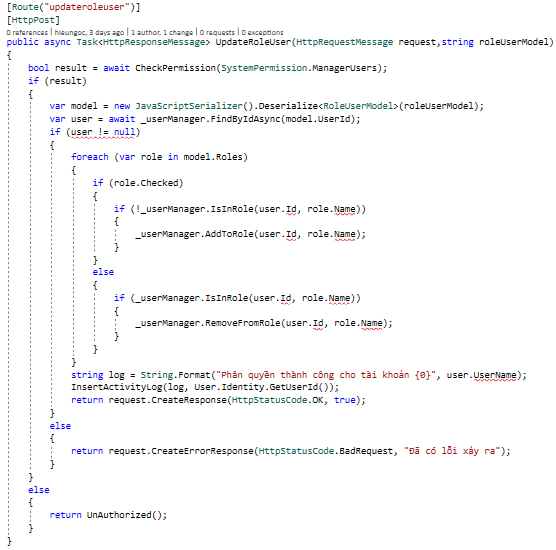 [Route("updateroleuser")]
[HttpPost]
0 references | hieungoc, 3 days ago | 1 author, 1 change | 0 requests | 0 exceptions
public async Task<HttpResponseMessage> UpdateRoleUser(HttpRequestMessage request,string roleUserModel)
{
bool result = await CheckPermission(SystemPermission.ManagerUsers);
if (result)
{
var model = new JavaScriptSerializer().Deserialize<RoleUserModel>(roleUserModel);
var user = await _userManager.FindByIdAsync(model.UserId);
if (user != null)
{
foreach (var role in model.Roles)
{
if (role.Checked)
{
if (!_userManager.IsInRole(user.Id, role.Name))
{
_userManager.AddToRole(user.Id, role.Name);
}
}
else
{
if (_userManager.IsInRole(user.Id, role.Name))
{
_userManager.RemoveFromRole(user.Id, role.Name);
}
}
}
string log = String.Format("Phân quyền thành công cho tài khoản {0}", user.UserName);
InsertActivityLog(log, User.Identity.GetUserId());
return request.CreateResponse(HttpStatusCode.OK, true);
}
else
{
return request.CreateErrorResponse(HttpStatusCode.BadRequest, "Đã có lỗi xảy ra");
}
}
else
{
return UnAuthorized();
}
}